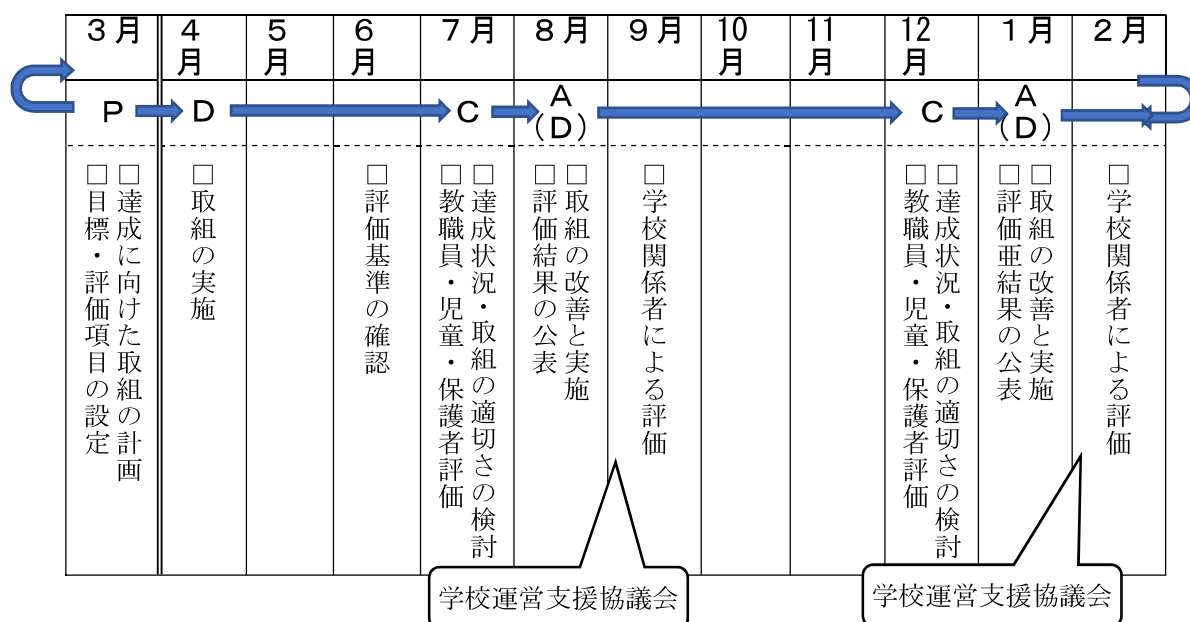 3月
4月
5月
6月
7月
8月
9月
10月
11月
12月
1月
2月
P
D
C
A
(D)
C
A
(D)
□達成に向けた取組の計画
□目標・評価項目の設定
□取組の実施
□評価基準の確認
□達成状況・取組の適切さの検討
□教職員・児童・保護者評価
□取組の改善と実施
□評価結果の公表
□学校関係者による評価
□達成状況・取組の適切さの検討
□教職員・児童・保護者評価
□取組の改善と実施
□評価亜結果の公表
□学校関係者による評価
学校運営支援協議会
学校運営支援協議会